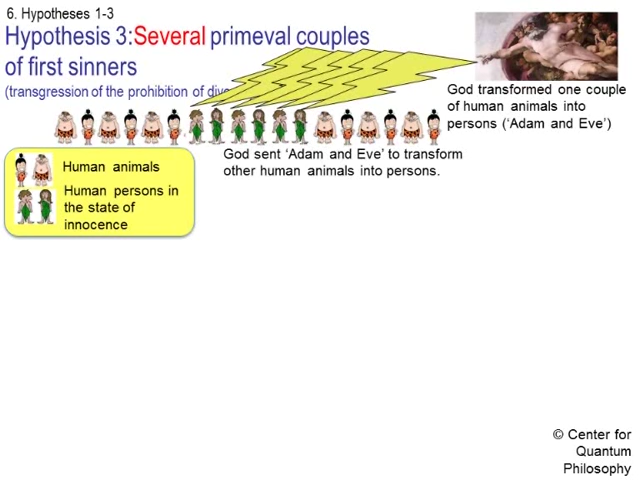 6. Hypotheses 1-3
Hypothesis 3:Several primeval couples
of first sinners
(transgression of the prohibition of
God transformed one couple
of human animals into
persons (‘Adam and Eve’)
God sent ‘Adam and Eve’ to transform
other human animals into persons.
Human animals
Human persons in
the state of
innocence
© Center for
Quantum
Philosophy